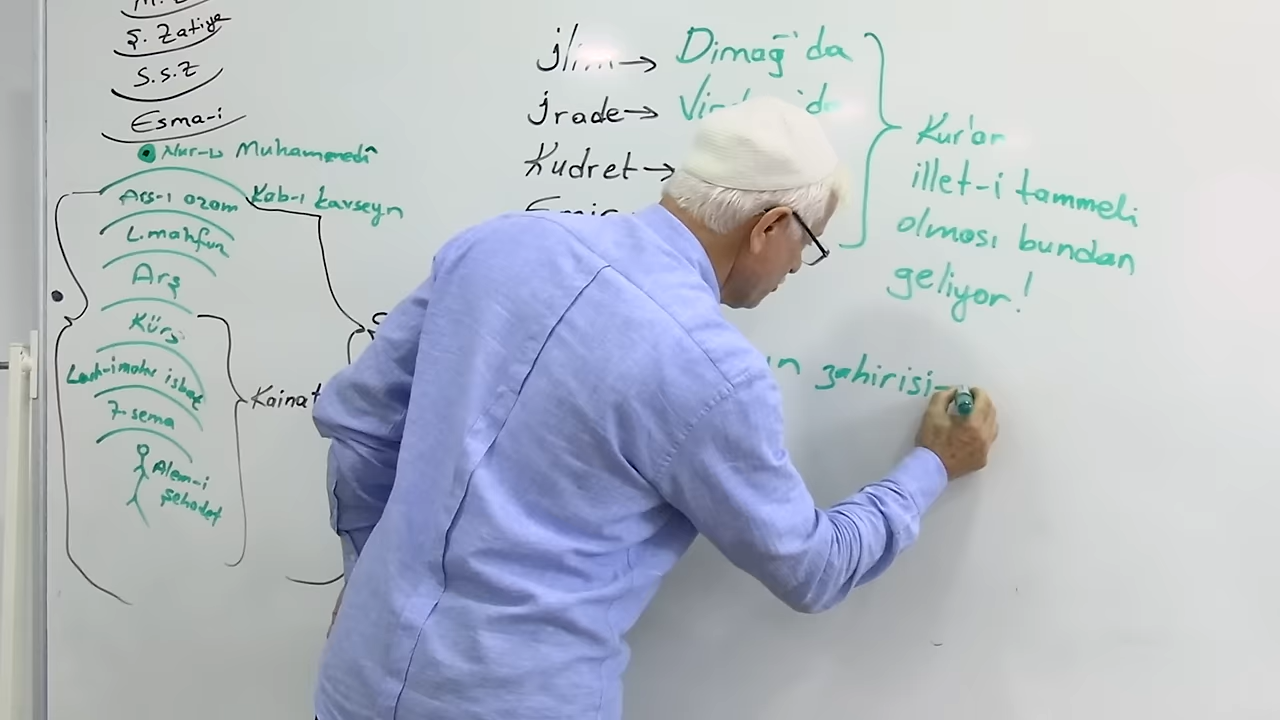 Ş. Zatiye
S.S.Z
Esma-i
Nur-u Muhammedî
Arş-ı azam
Kab-ı kavseyn
L. mahfuz
Arş
Kürs
Levh-i mahv isbat
7-sema
Alem-i
şehadet
Kainat
İlim → Dimağ'da
İrade →
Kudret →
Kur'an
illet-i tammeli
olması bundan
geliyor!
zahirisi-